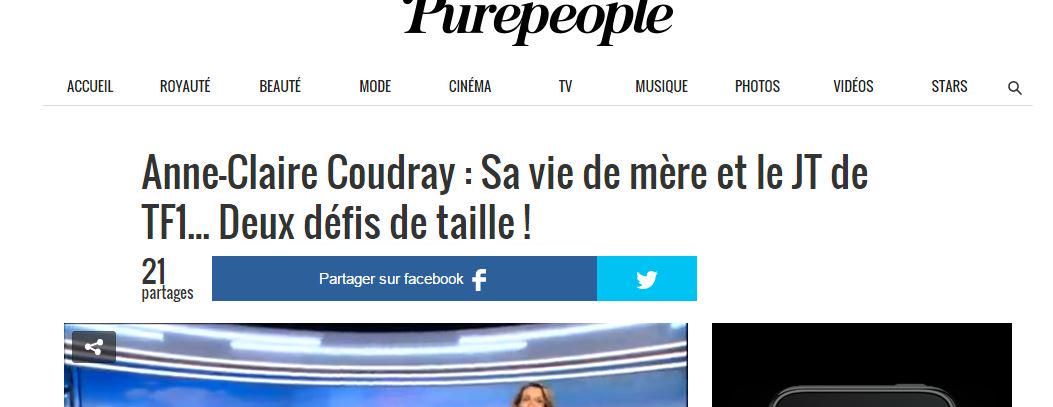 Purepeople
ACCUEIL ROYAUTÉ BEAUTÉ MODE CINÉMA TV MUSIQUE PHOTOS VIDÉOS STARS
Anne-Claire Coudray : Sa vie de mère et le JT de
TF1... Deux défis de taille !
21
partages
Partager sur facebook